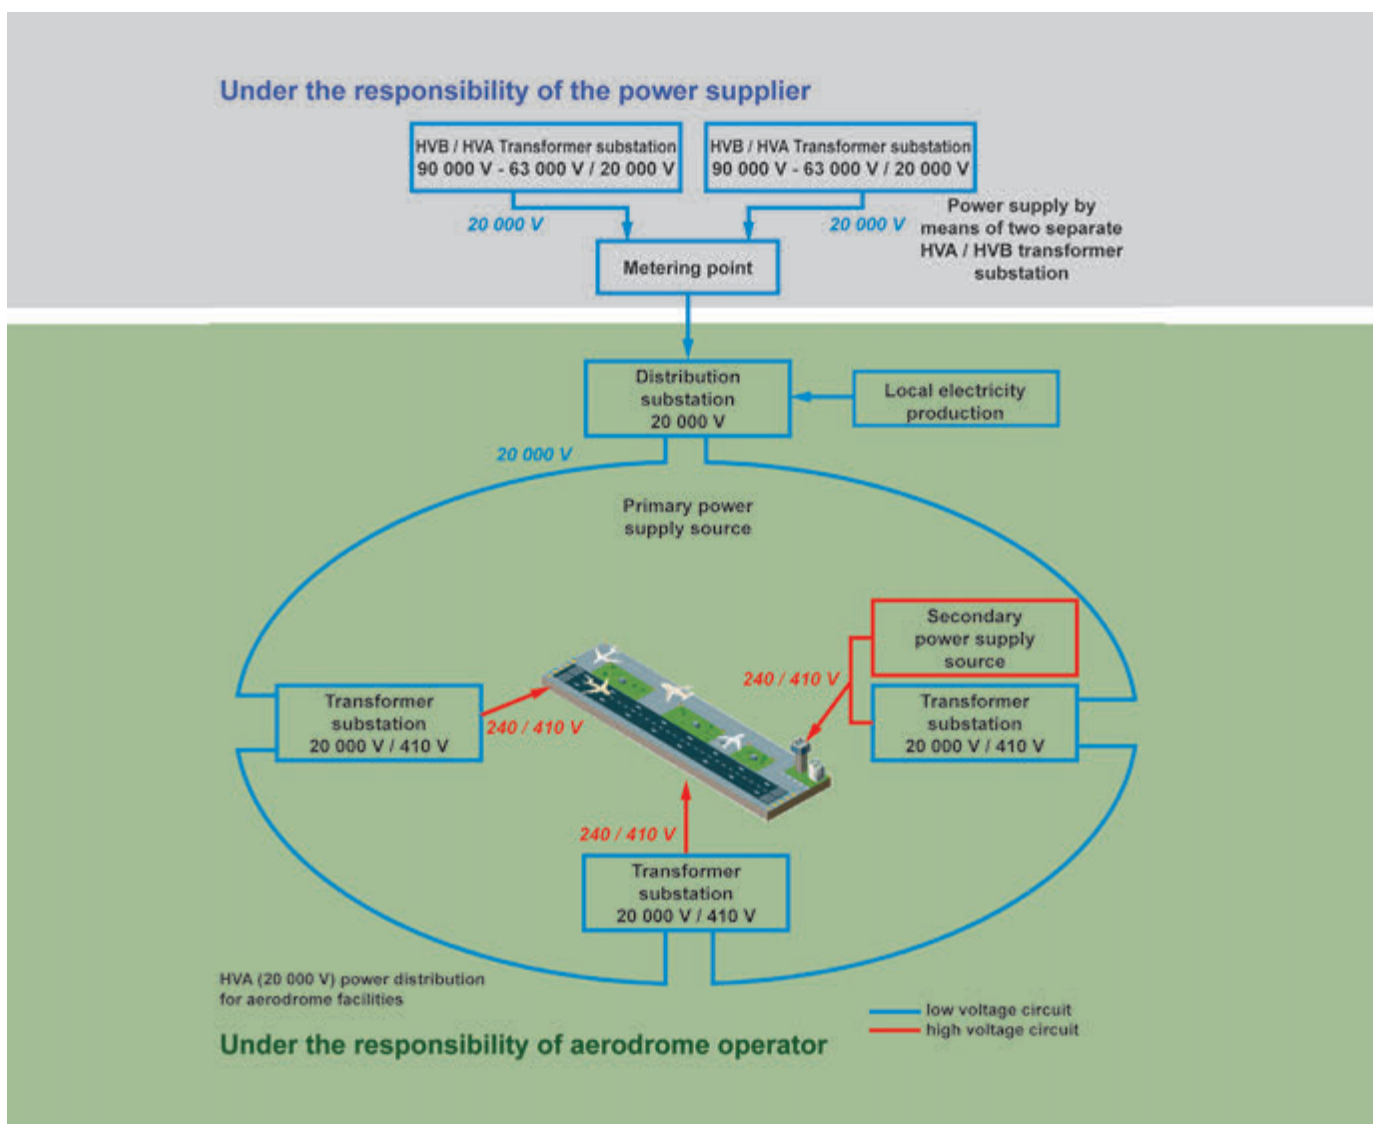 Under the responsibility of the power supplier
HVB / HVA Transformer substation
90 000 V - 63 000 V / 20 000 V
HVB / HVA Transformer substation
90 000 V - 63 000 V / 20 000 V
20 000 V
20 000 V
Power supply by
means of two separate
HVA / HVB transformer
substation
Metering point
Distribution
substation
20 000 V
Local electricity
production
20 000 V
Primary power
supply source
Secondary
power supply
source
240 / 410 V
Transformer
substation
20 000 V / 410 V
240 / 410 V
Transformer
substation
20 000 V / 410 V
240 / 410 V
Transformer
substation
20 000 V / 410 V
HVA (20 000 V) power distribution
for aerodrome facilities
low voltage circuit
high voltage circuit
Under the responsibility of aerodrome operator